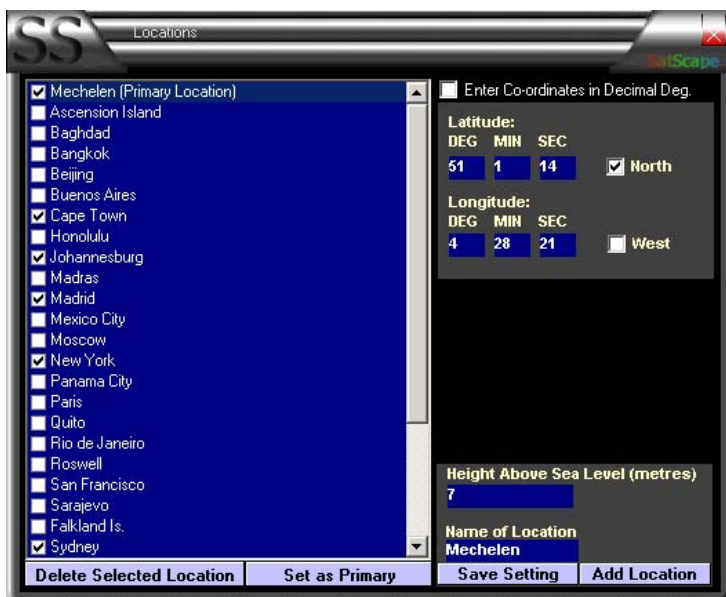 SS
Locations
SatScape
Mechelen (Primary Location)
Ascension Island
Baghdad
Bangkok
Beijing
Buenos Aires
Cape Town
Honolulu
Johannesburg
Madras
Madrid
Mexico City
Moscow
New York
Panama City
Paris
Quito
Rio de Janeiro
Roswell
San Francisco
Sarajevo
Falkland Is.
Sydney
Delete Selected Location
Set as Primary
Enter Co-ordinates in Decimal Deg.
Latitude:
DEG MIN SEC
51 1 14 North
Longitude:
DEG MIN SEC
4 28 21 West
Height Above Sea Level (metres)
7
Name of Location
Mechelen
Save Setting
Add Location